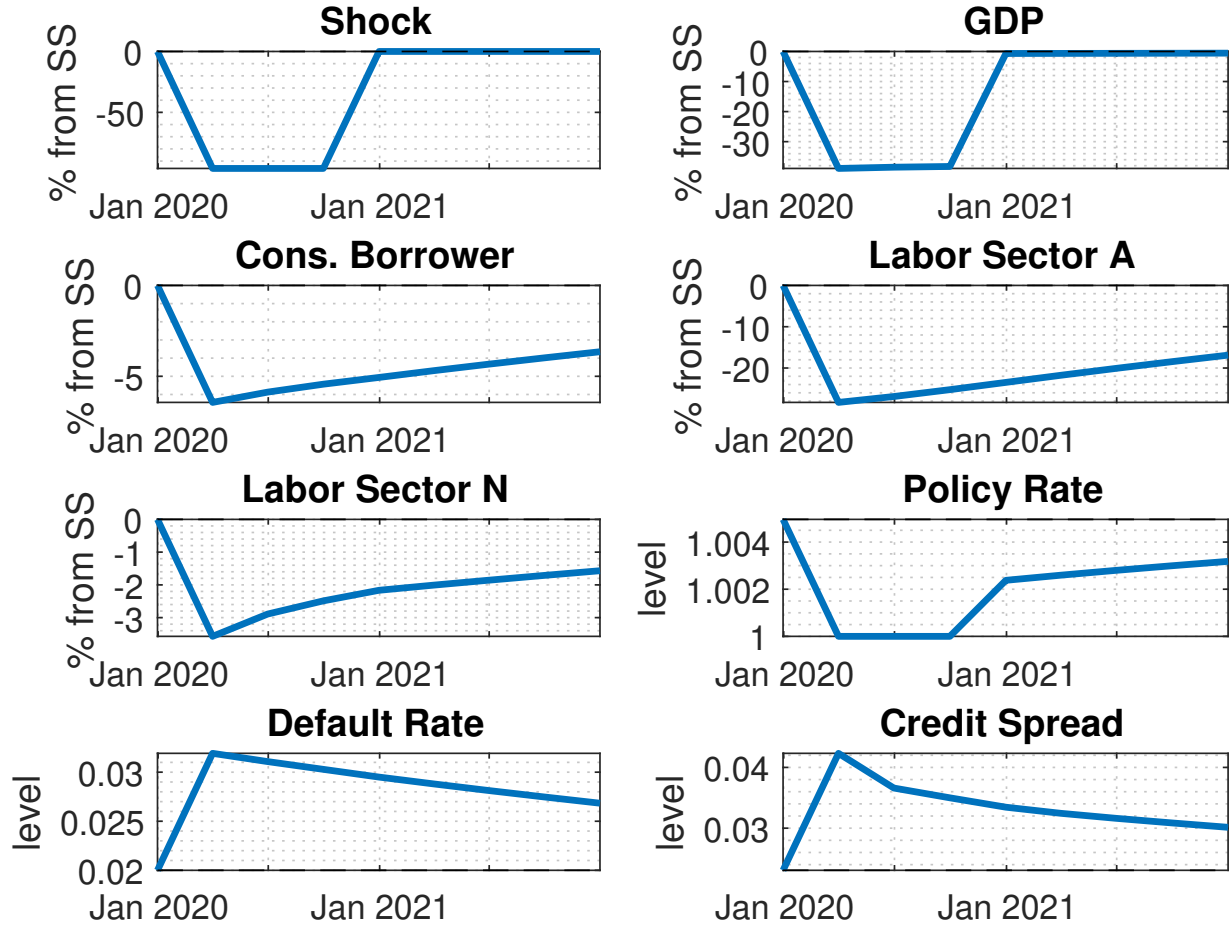 Shock
% from SS
0
-50
Jan 2020
Jan 2021
GDP
% from SS
0
-10
-20
-30
Jan 2020
Jan 2021
Cons. Borrower
% from SS
0
-5
Jan 2020
Jan 2021
Labor Sector A
% from SS
0
-10
-20
Jan 2020
Jan 2021
Labor Sector N
% from SS
0
-1
-2
-3
Jan 2020
Jan 2021
Policy Rate
level
1.004
1.002
1
Jan 2020
Jan 2021
Default Rate
level
0.03
0.025
0.02
Jan 2020
Jan 2021
Credit Spread
level
0.04
0.03
Jan 2020
Jan 2021